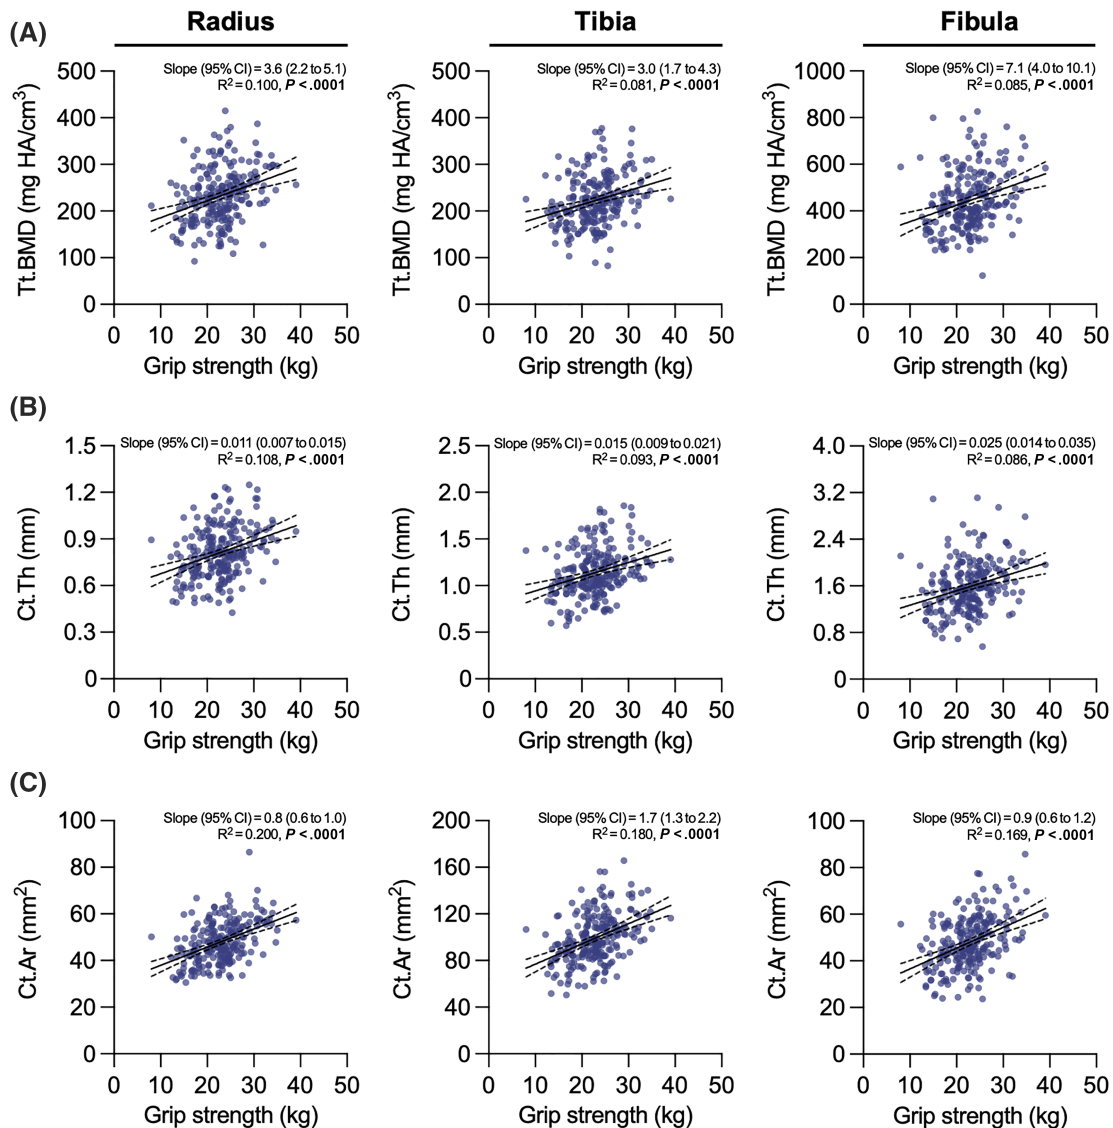 (A)
Radius
Tibia
Fibula
Slope (95% CI) = 3.6 (2.2 to 5.1)
R2 = 0.100, P < .0001
500
400
300
200
100
0
Tt.BMD (mg HA/cm3)
0 10 20 30 40 50
Grip strength (kg)
Slope (95% CI) = 3.0 (1.7 to 4.3)
R2 = 0.081, P < .0001
500
400
300
200
100
0
Tt.BMD (mg HA/cm3)
0 10 20 30 40 50
Grip strength (kg)
Slope (95% CI) = 7.1 (4.0 to 10.1)
R2 = 0.085, P < .0001
1000
800
600
400
200
0
Tt.BMD (mg HA/cm3)
0 10 20 30 40 50
Grip strength (kg)
(B)
Slope (95% CI) = 0.011 (0.007 to 0.015)
R2 = 0.108, P < .0001
1.5
1.2
0.9
0.6
0.3
0
Ct.Th (mm)
0 10 20 30 40 50
Grip strength (kg)
Slope (95% CI) = 0.015 (0.009 to 0.021)
R2 = 0.093, P < .0001
2.5
2.0
1.5
1.0
0.5
0
Ct.Th (mm)
0 10 20 30 40 50
Grip strength (kg)
Slope (95% CI) = 0.025 (0.014 to 0.035)
R2 = 0.086, P < .0001
4.0
3.2
2.4
1.6
0.8
0
Ct.Th (mm)
0 10 20 30 40 50
Grip strength (kg)
(C)
Slope (95% CI) = 0.8 (0.6 to 1.0)
R2 = 0.200, P < .0001
100
80
60
40
20
0
Ct.Ar (mm2)
0 10 20 30 40 50
Grip strength (kg)
Slope (95% CI) = 1.7 (1.3 to 2.2)
R2 = 0.180, P < .0001
200
160
120
80
40
0
Ct.Ar (mm2)
0 10 20 30 40 50
Grip strength (kg)
Slope (95% CI) = 0.9 (0.6 to 1.2)
R2 = 0.169, P < .0001
100
80
60
40
20
0
Ct.Ar (mm2)
0 10 20 30 40 50
Grip strength (kg)